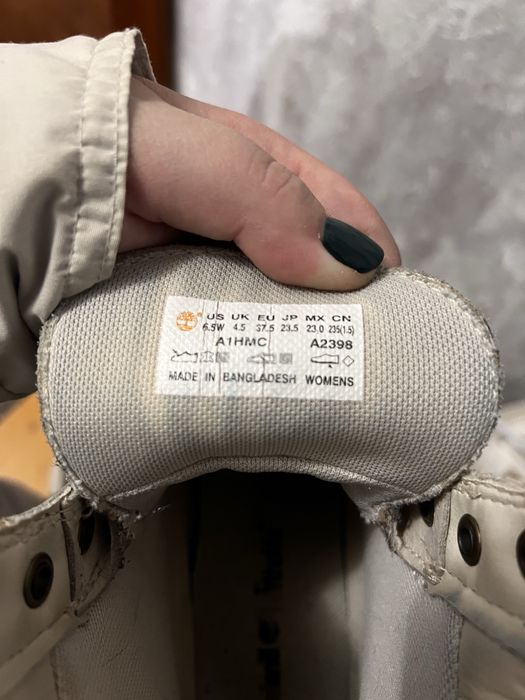 US UK EU JP MX CN
6.5W 4.5 37.5 23.5 23.0 235(1.5)
A1HMC A2398
MADE IN BANGLADESH WOMENS